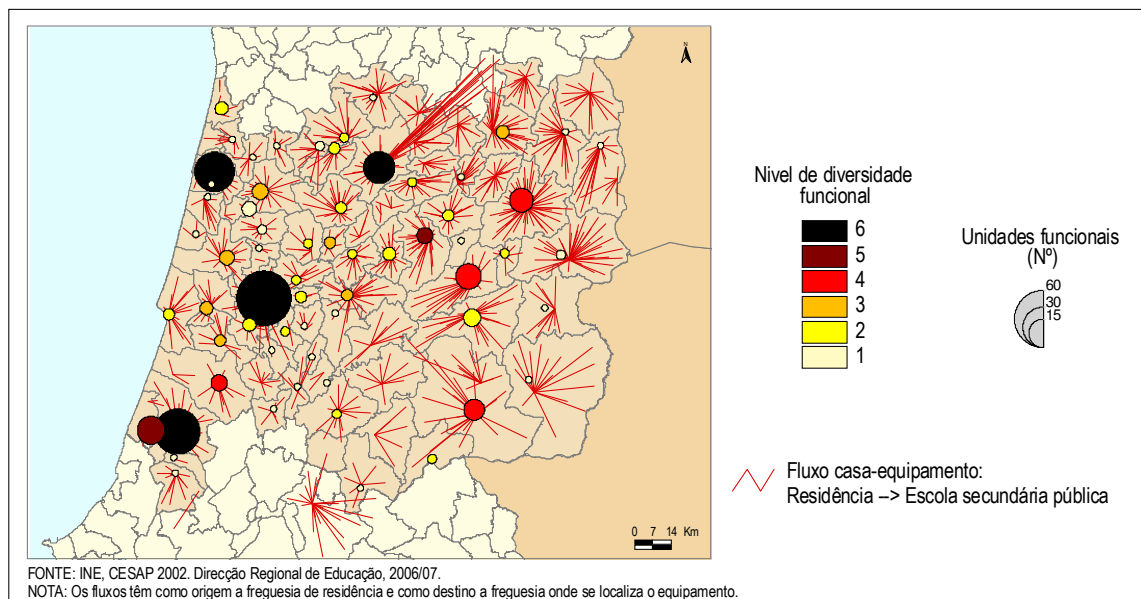 N
Nivel de diversidade
funcional
6
5
4
3
2
1
Unidades funcionais
(Nº)
60
30
15
Fluxo casa-equipamento:
Residência –> Escola secundária pública
0 7 14 Km
FONTE: INE, CESAP 2002. Direcção Regional de Educação, 2006/07.
NOTA: Os fluxos têm como origem a freguesia de residência e como destino a freguesia onde se localiza o equipamento.